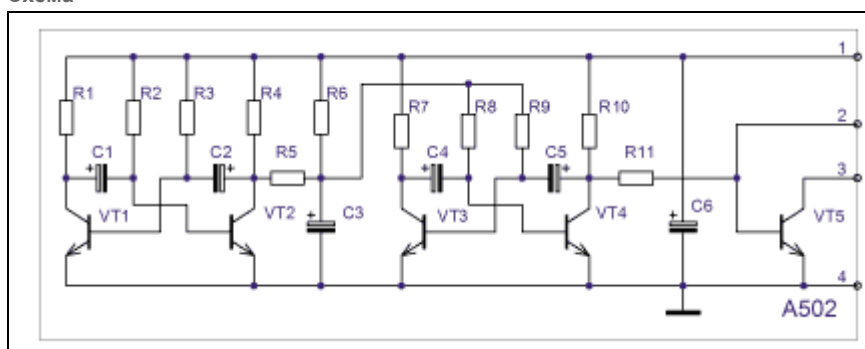 Схема
1
R1 R2 R3 R4 R6 R7 R8 R9 R10
2
C1 C2 R5 C4 C5 R11
3
VT1 VT2 C3 VT3 VT4 C6 VT5
4
A502
+ + + + + + +